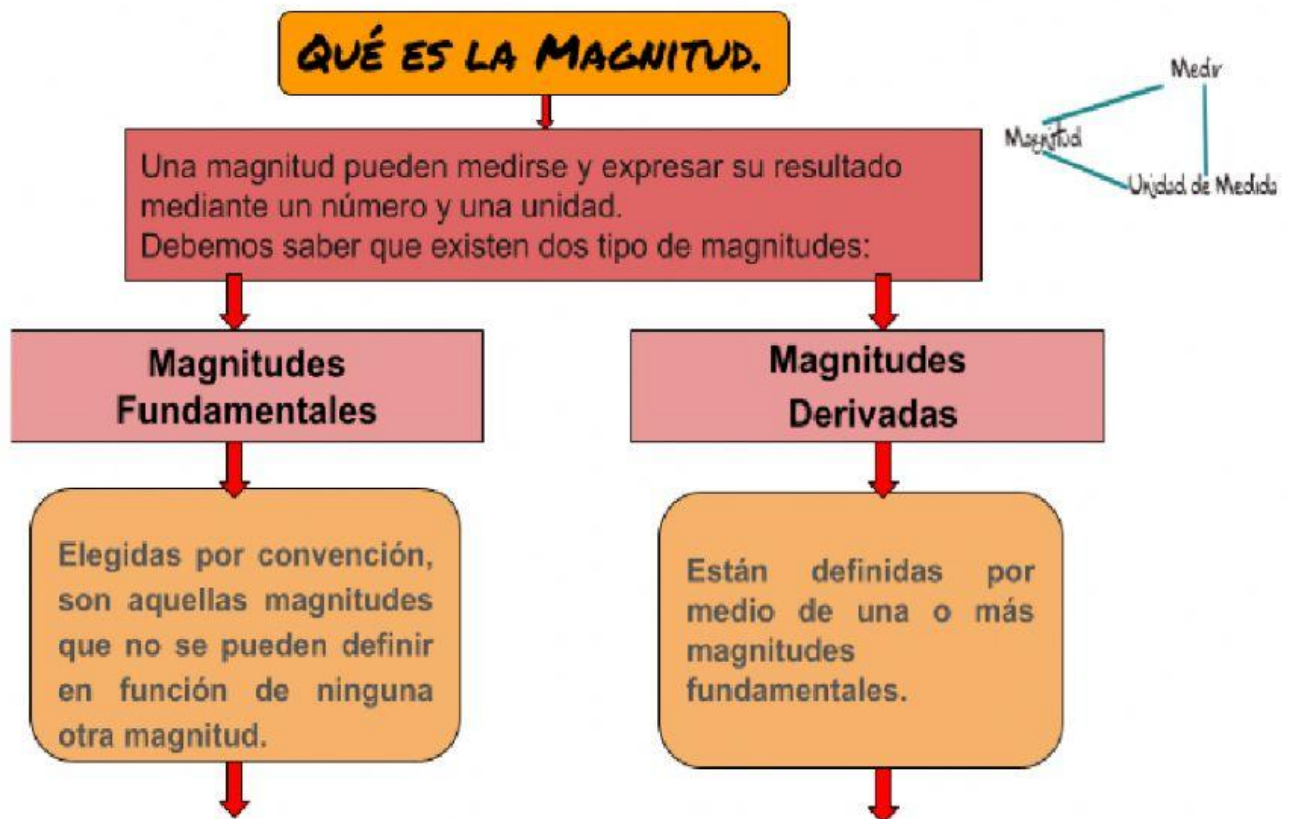 QUÉ ES LA MAGNITUD.
Medir
Magnitud
Unidad de Medida
Una magnitud pueden medirse y expresar su resultado
mediante un número y una unidad.
Debemos saber que existen dos tipo de magnitudes:
Magnitudes
Fundamentales
Elegidas por convención,
son aquellas magnitudes
que no se pueden definir
en función de ninguna
otra magnitud.
Magnitudes
Derivadas
Están definidas por
medio de una o más
magnitudes
fundamentales.